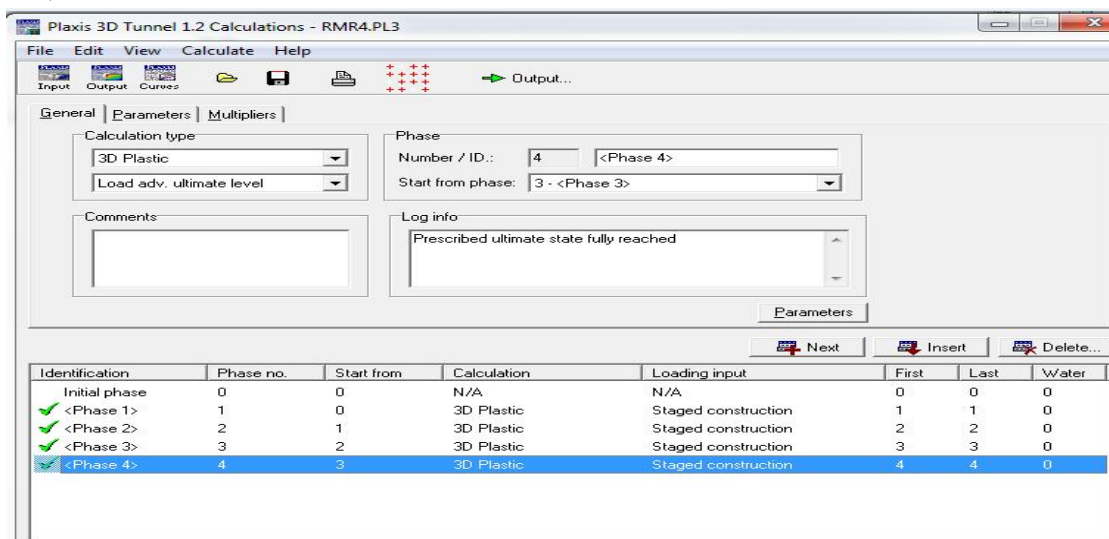 Plaxis 3D Tunnel 1.2 Calculations - RMR4.PL3
File Edit View Calculate Help
Input Output Curves Output...
General Parameters Multipliers
Calculation type
3D Plastic
Load adv. ultimate level
Phase
Number / ID.: 4 <Phase 4>
Start from phase: 3 - <Phase 3>
Comments
Log info
Prescribed ultimate state fully reached
Parameters
Next Insert Delete...
Identification Phase no. Start from Calculation Loading input First Last Water
Initial phase 0 0 N/A N/A 0 0 0
<Phase 1> 1 0 3D Plastic Staged construction 1 1 0
<Phase 2> 2 1 3D Plastic Staged construction 2 2 0
<Phase 3> 3 2 3D Plastic Staged construction 3 3 0
<Phase 4> 4 3 3D Plastic Staged construction 4 4 0